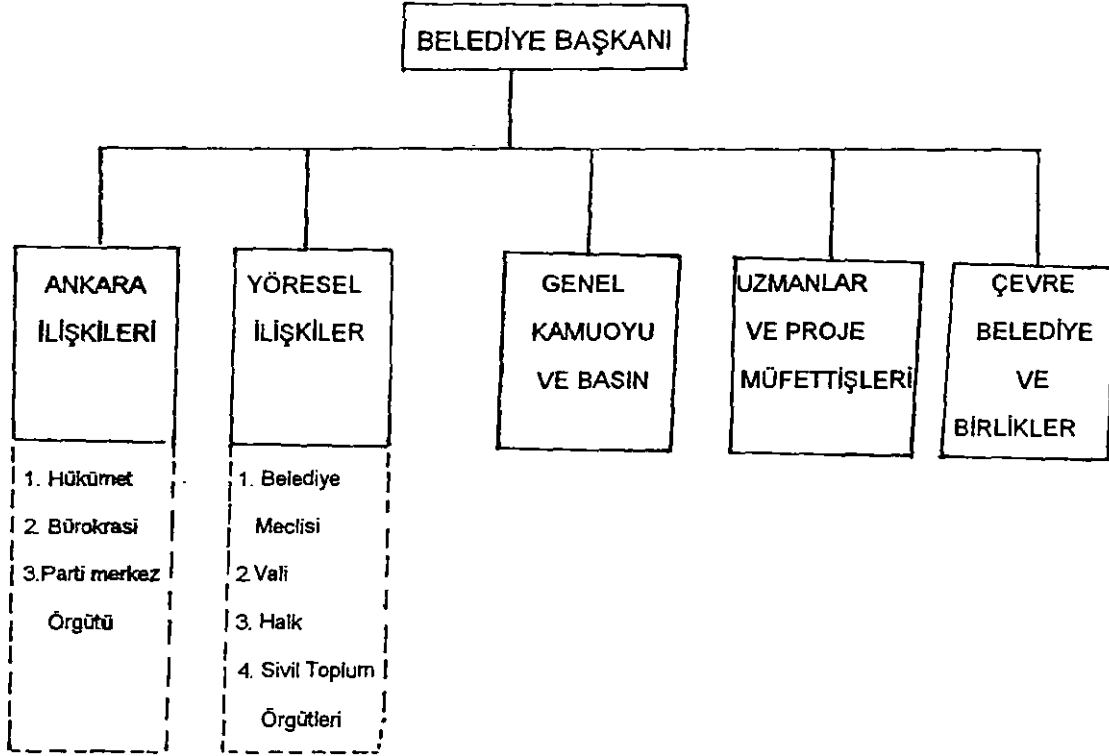 BELEDİYE BAŞKANI
ANKARA
İLİŞKİLERİ
1. Hükümet
2. Bürokrasi
3.Parti merkez
Örgütü
YÖRESEL
İLİŞKİLER
1. Belediye
Meclisi
2.Vali
3. Halk
4. Sivil Toplum
Örgütleri
GENEL
KAMUOYU
VE BASIN
UZMANLAR
VE PROJE
MÜFETTİŞLERİ
ÇEVRE
BELEDİYE
VE
BİRLİKLER